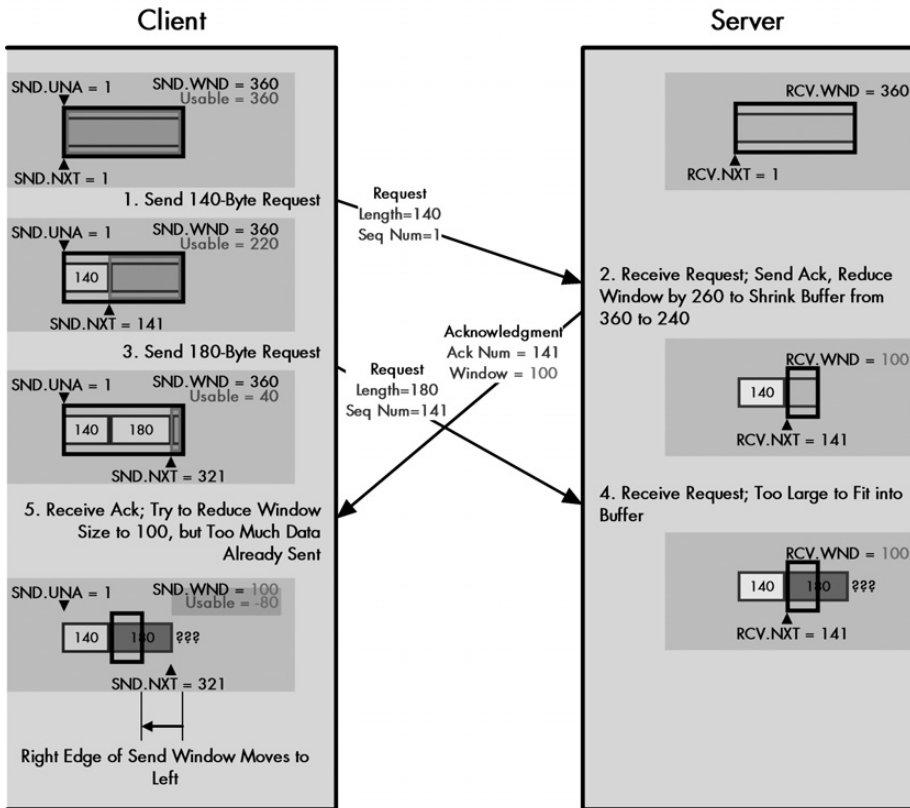 Client
Server
SND.UNA = 1
SND.WND = 360
Usable = 360
SND.NXT = 1
RCV.WND = 360
RCV.NXT = 1
1. Send 140-Byte Request
Request
Length=140
Seq Num=1
SND.UNA = 1
SND.WND = 360
Usable = 220
140
SND.NXT = 141
2. Receive Request; Send Ack, Reduce
Window by 260 to Shrink Buffer from
360 to 240
Acknowledgment
Ack Num = 141
Window = 100
3. Send 180-Byte Request
Request
Length=180
Seq Num=141
RCV.WND = 100
140
RCV.NXT = 141
SND.UNA = 1
SND.WND = 360
Usable = 40
140
180
SND.NXT = 321
4. Receive Request; Too Large to Fit into
Buffer
5. Receive Ack; Try to Reduce Window
Size to 100, but Too Much Data
Already Sent
RCV.WND = 100
140
180
???
RCV.NXT = 141
SND.UNA = 1
SND.WND = 100
Usable = -80
140
180
???
SND.NXT = 321
Right Edge of Send Window Moves to
Left